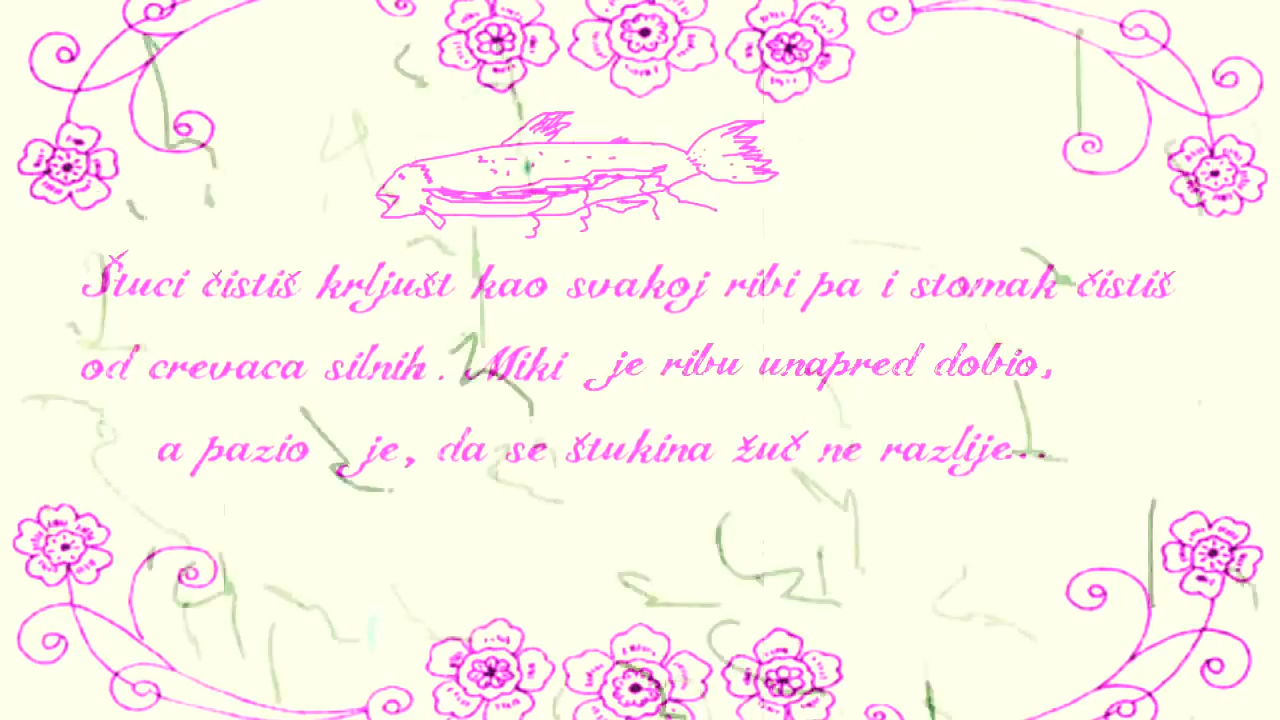 Štuci čistiš krljušt kao svakoj ribi pa i stomak čistiš
od crevaca silnih. Miki je ribu unapred dobio,
a pazio je, da se štukina žuč ne razlije...